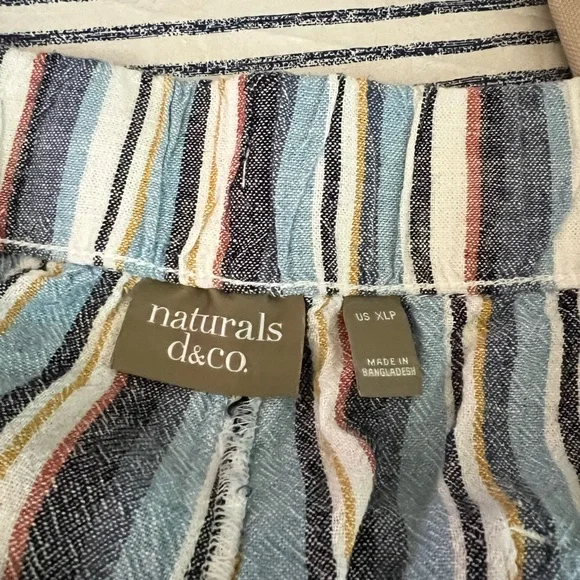 naturals
d&co.
US XLP
MADE IN
BANGLADESH